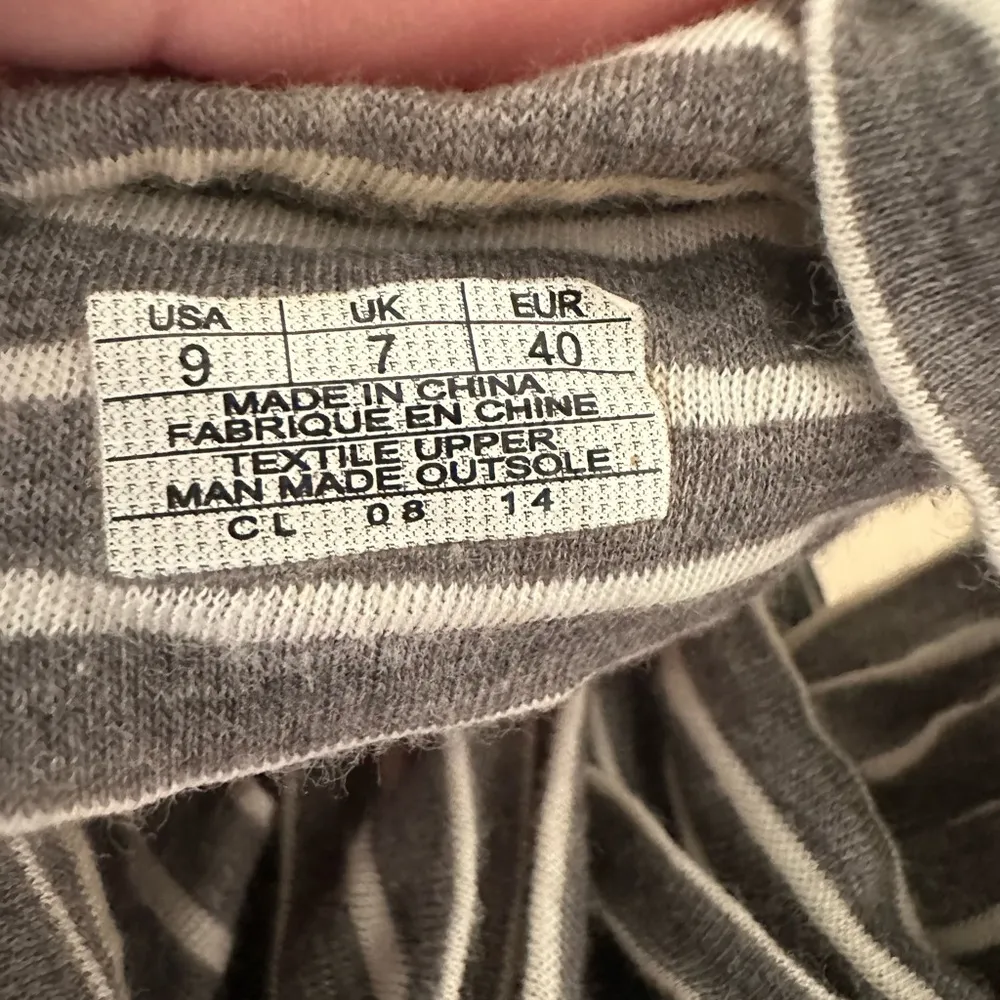 USA UK EUR
9 7 40
MADE IN CHINA
FABRIQUE EN CHINE
TEXTILE UPPER
MAN MADE OUTSOLE
CL 08 14